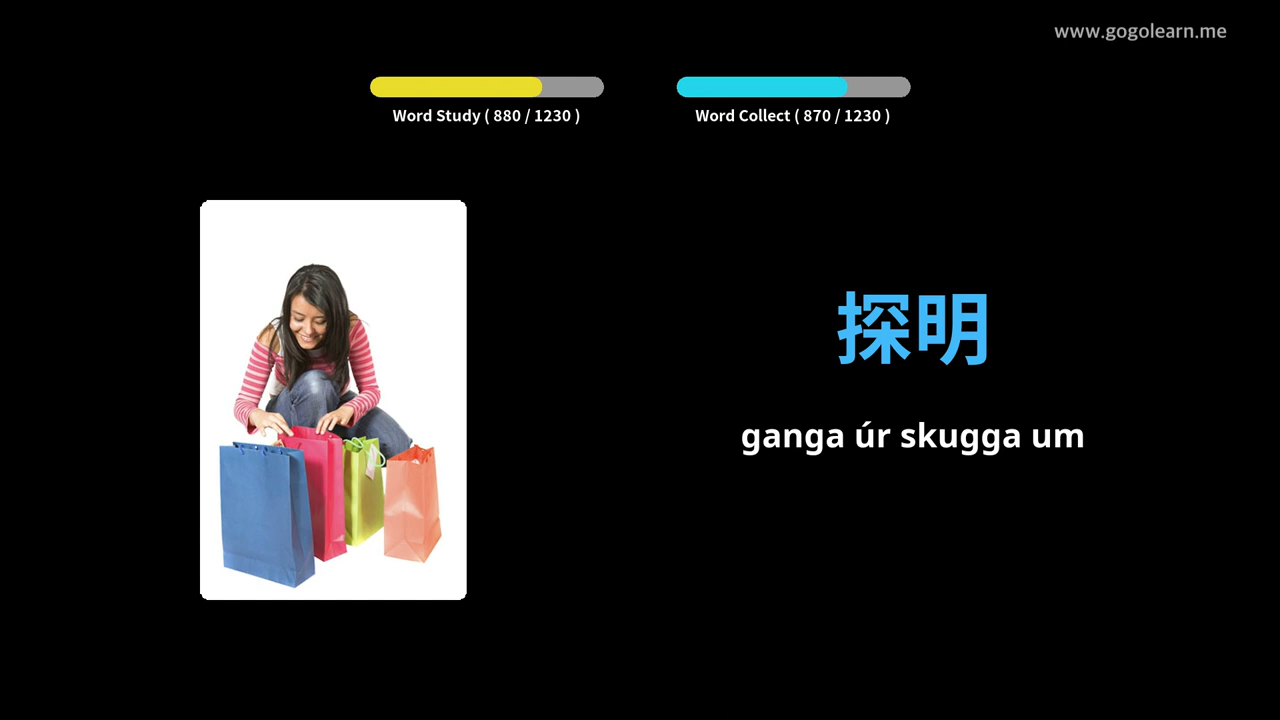 www.gogolearn.me
Word Study ( 880 / 1230 )
Word Collect ( 870 / 1230 )
探明
ganga úr skugga um